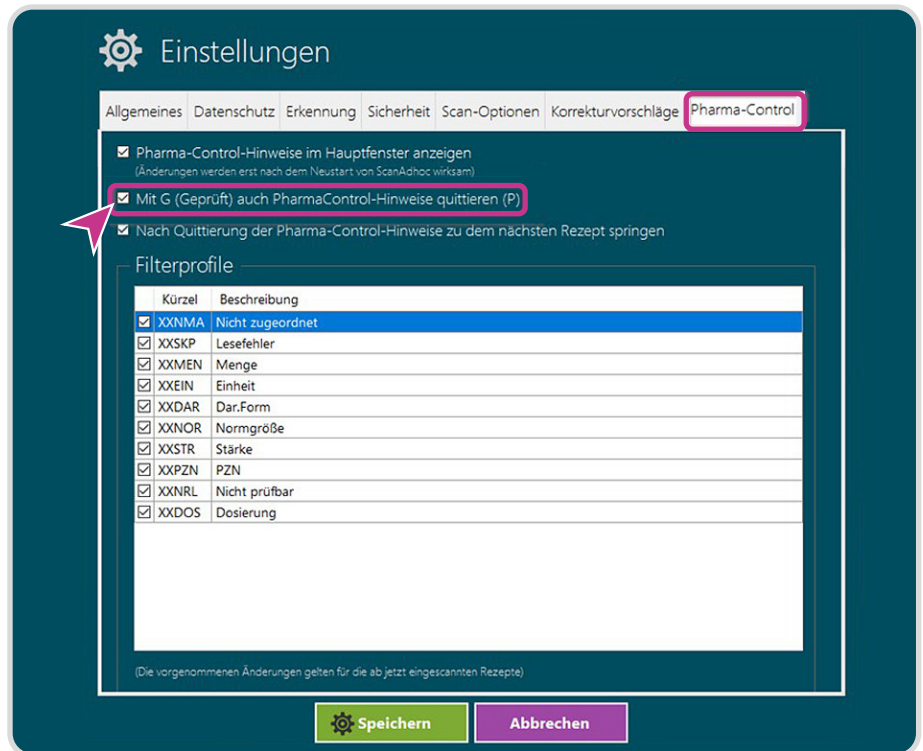 Einstellungen
Allgemeines Datenschutz Erkennung Sicherheit Scan-Optionen Korrekturvorschläge Pharma-Control
Pharma-Control-Hinweise im Hauptfenster anzeigen
(Änderungen werden erst nach dem Neustart von ScanAdhoc wirksam)
Mit G (Geprüft) auch PharmaControl-Hinweise quittieren (P)
Nach Quittierung der Pharma-Control-Hinweise zu dem nächsten Rezept springen
Filterprofile
Kürzel Beschreibung
XXNMA Nicht zugeordnet
XXSKP Lesefehler
XXMEN Menge
XXEIN Einheit
XXDAR Dar.Form
XXNOR Normgröße
XXSTR Stärke
XXPZN PZN
XXNRL Nicht prüfbar
XXDOS Dosierung
(Die vorgenommenen Änderungen gelten für die ab jetzt eingescannten Rezepte)
Speichern Abbrechen